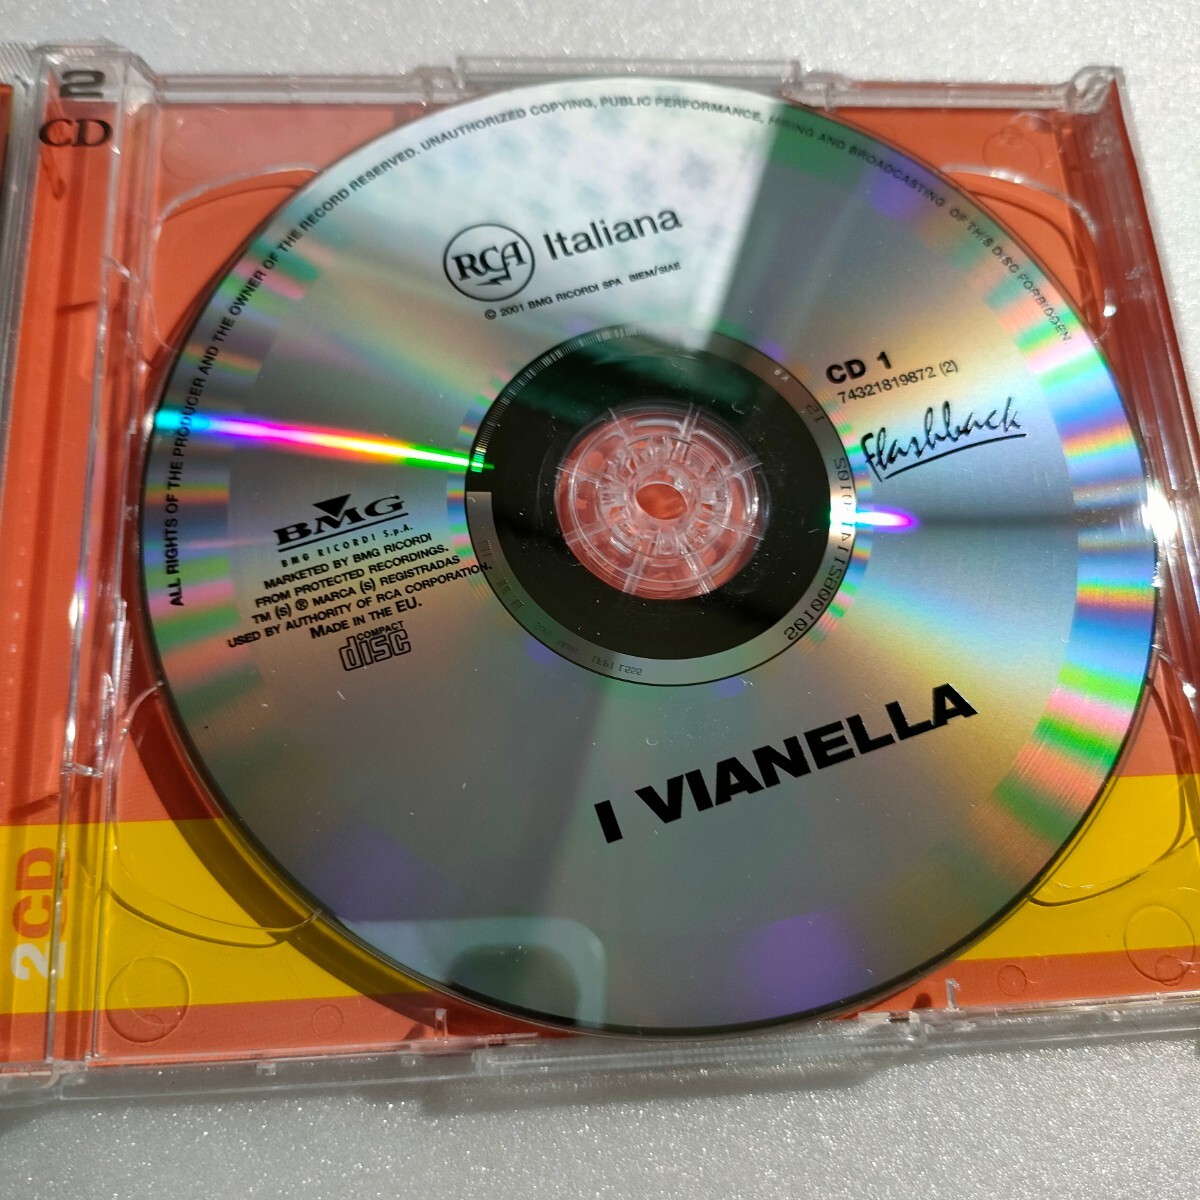 2
CD
ALL RIGHTS OF THE PRODUCER AND THE OWNER OF THE RECORD RESERVED. UNAUTHORIZED COPYING, PUBLIC PERFORMANCE, HIRING AND BROADCASTING OF THIS DISC FORBIDDEN
RCA Italiana
© 2001 BMG RICORDI SPA BIEM/SIAE
CD 1
74321819872 (2)
Flashback
BMG
BMG RICORDI S.p.A.
MARKETED BY BMG RICORDI
FROM PROTECTED RECORDINGS.
TM (S) ® MARCA (S) REGISTRADAS
USED BY AUTHORITY OF RCA CORPORATION.
MADE IN THE EU.
COMPACT
disc
I VIANELLA
2CD